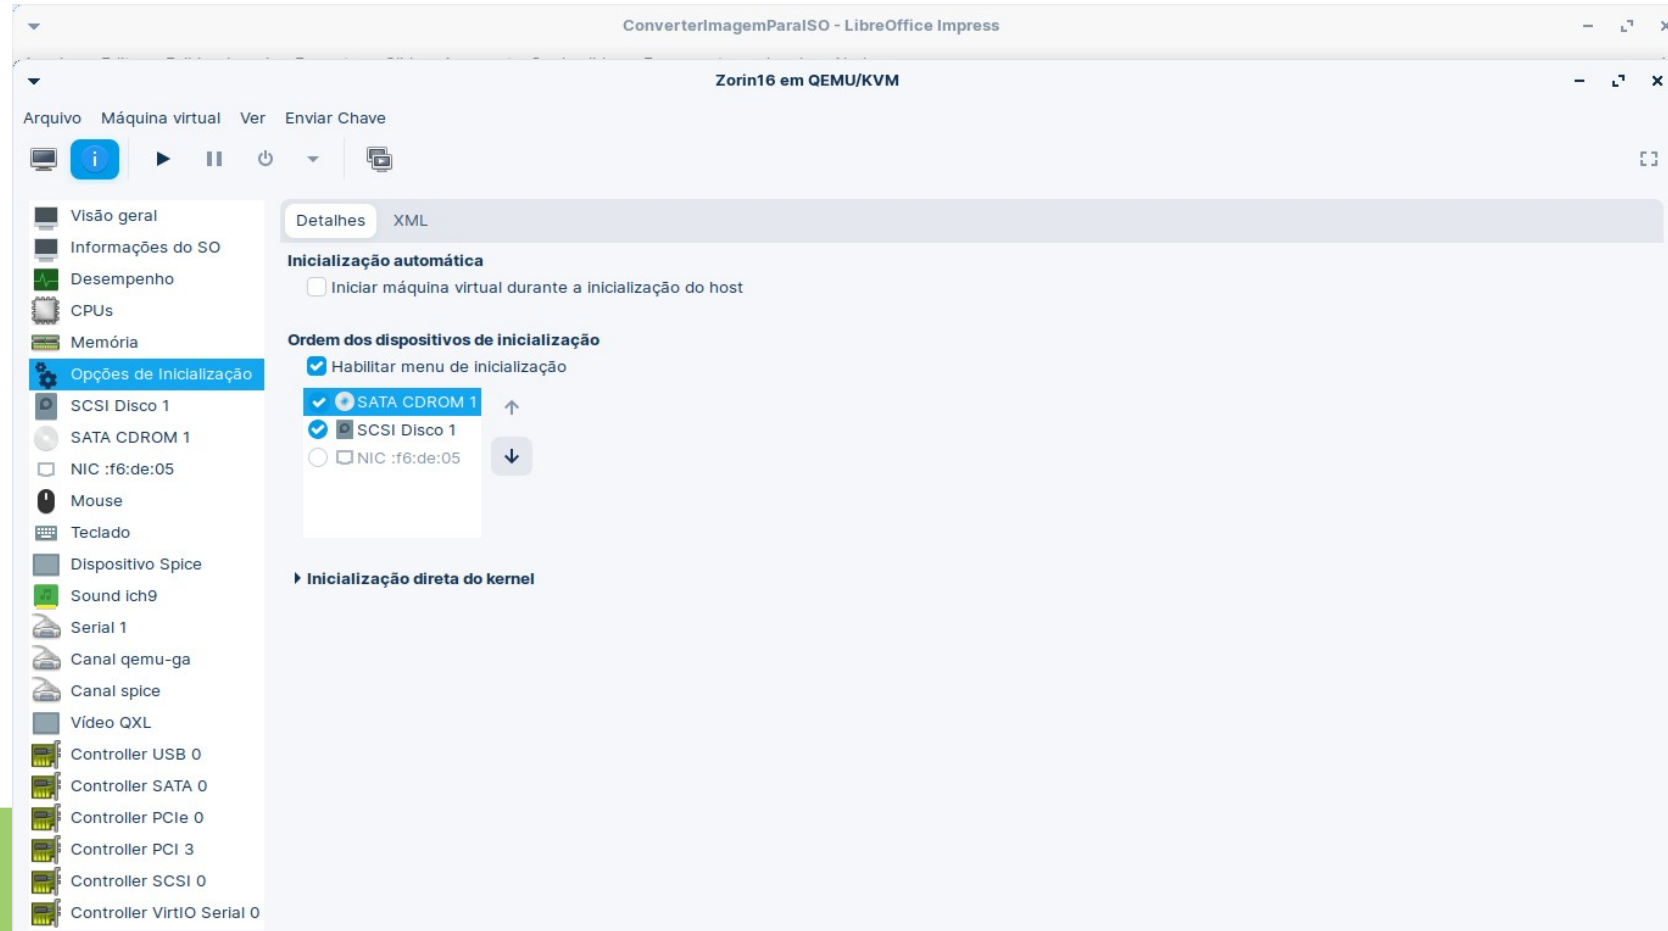 ConverterImagemParaISO - LibreOffice Impress
Zorin16 em QEMU/KVM
Arquivo Máquina virtual Ver Enviar Chave
Visão geral
Informações do SO
Desempenho
CPUs
Memória
Opções de Inicialização
SCSI Disco 1
SATA CDROM 1
NIC :f6:de:05
Mouse
Teclado
Dispositivo Spice
Sound ich9
Serial 1
Canal qemu-ga
Canal spice
Vídeo QXL
Controller USB 0
Controller SATA 0
Controller PCIe 0
Controller PCI 3
Controller SCSI 0
Controller VirtIO Serial 0
Detalhes XML
Inicialização automática
Iniciar máquina virtual durante a inicialização do host
Ordem dos dispositivos de inicialização
Habilitar menu de inicialização
SATA CDROM 1
SCSI Disco 1
NIC :f6:de:05
Inicialização direta do kernel